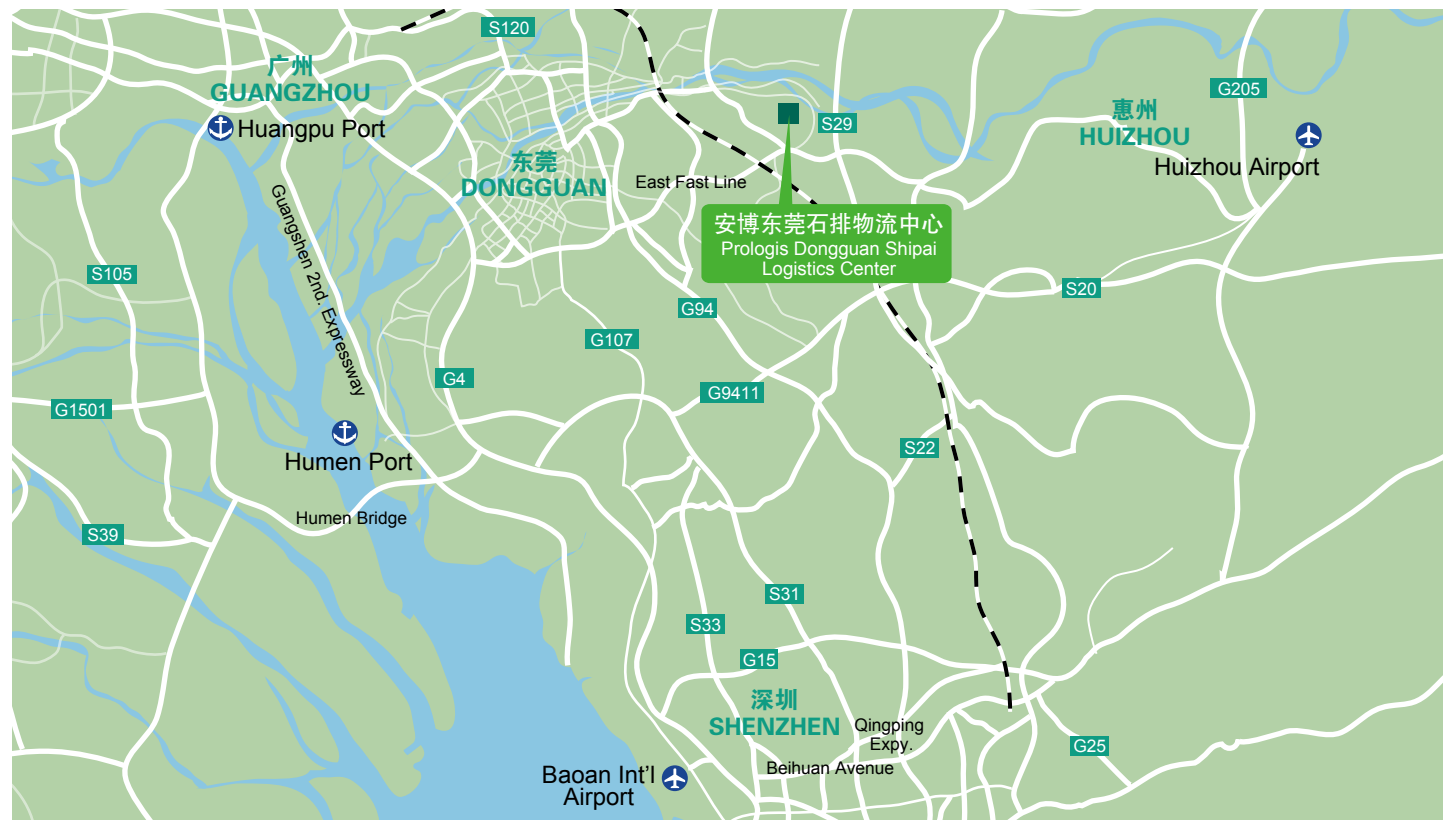 S120
广州
GUANGZHOU
Huangpu Port
G205
惠州
HUIZHOU
Huizhou Airport
S29
东莞
DONGGUAN
East Fast Line
安博东莞石排物流中心
Prologis Dongguan Shipai
Logistics Center
Guangshen 2nd. Expressway
S105
S20
G94
G107
G4
G9411
G1501
Humen Port
S22
Humen Bridge
S39
S31
S33
G15
深圳
SHENZHEN
Qingping
Expy.
G25
Beihuan Avenue
Baoan Int'l
Airport